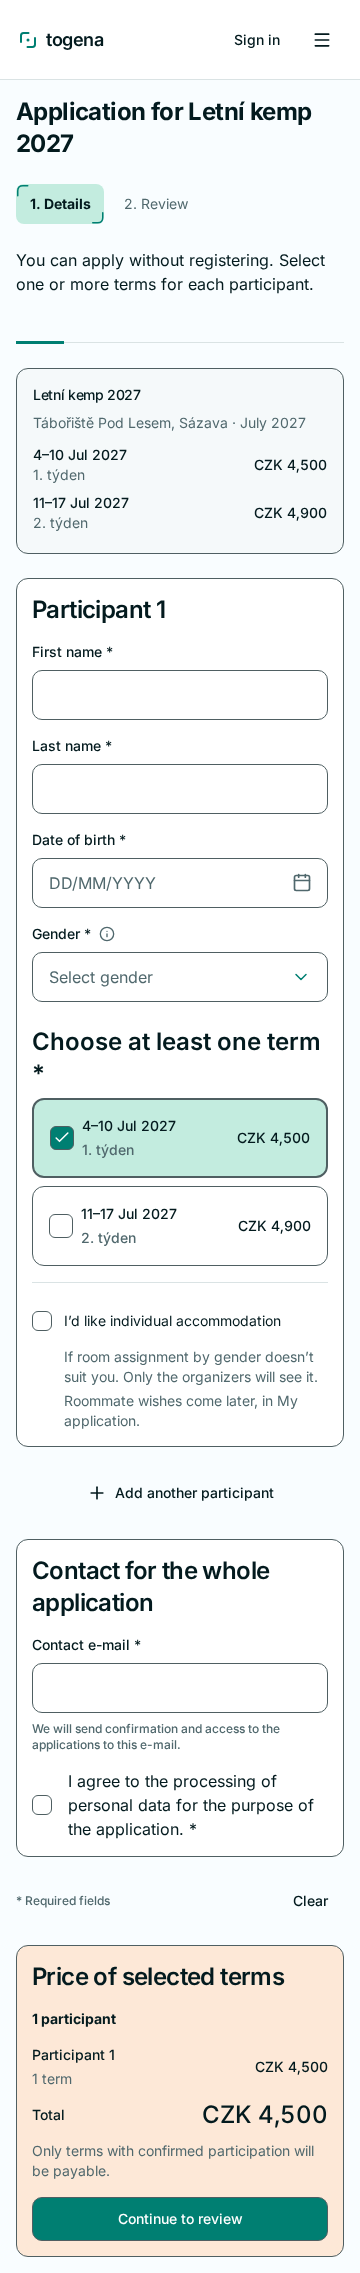 togena
Sign in
Application for Letní kemp
2027
1. Details
2. Review
You can apply without registering. Select
one or more terms for each participant.
Letní kemp 2027
Tábořiště Pod Lesem, Sázava · July 2027
4–10 Jul 2027
CZK 4,500
1. týden
11–17 Jul 2027
CZK 4,900
2. týden
Participant 1
First name *
Last name *
Date of birth *
DD/MM/YYYY
Gender *
Select gender
Choose at least one term
*
4–10 Jul 2027
CZK 4,500
1. týden
11–17 Jul 2027
CZK 4,900
2. týden
I’d like individual accommodation
If room assignment by gender doesn’t
suit you. Only the organizers will see it.
Roommate wishes come later, in My
application.
Add another participant
Contact for the whole
application
Contact e-mail *
We will send confirmation and access to the
applications to this e-mail.
I agree to the processing of
personal data for the purpose of
the application. *
* Required fields
Clear
Price of selected terms
1 participant
Participant 1
CZK 4,500
1 term
Total
CZK 4,500
Only terms with confirmed participation will
be payable.
Continue to review